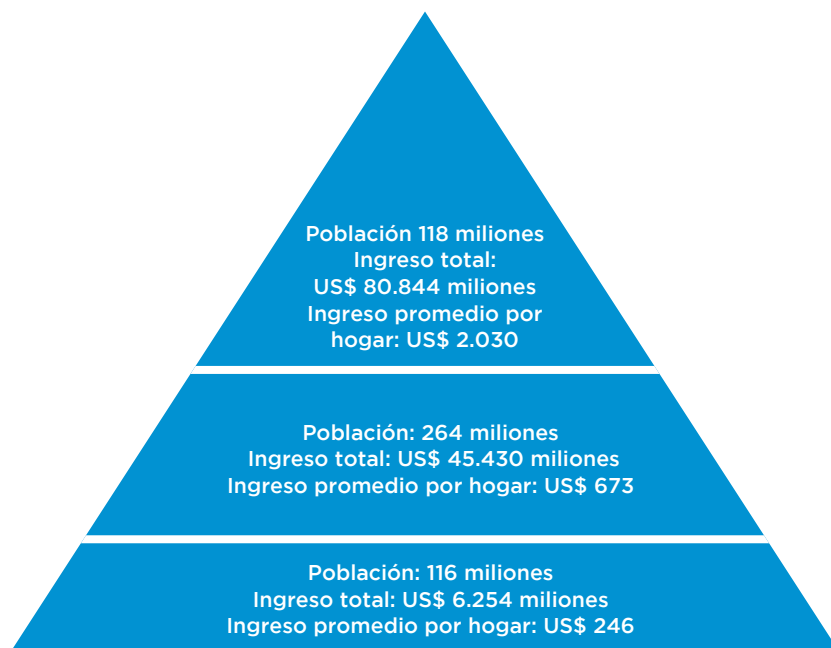 Población 118 miliones
Ingreso total:
US$ 80.844 miliones
Ingreso promedio por
hogar: US$ 2.030
Población: 264 miliones
Ingreso total: US$ 45.430 miliones
Ingreso promedio por hogar: US$ 673
Población: 116 miliones
Ingreso total: US$ 6.254 miliones
Ingreso promedio por hogar: US$ 246